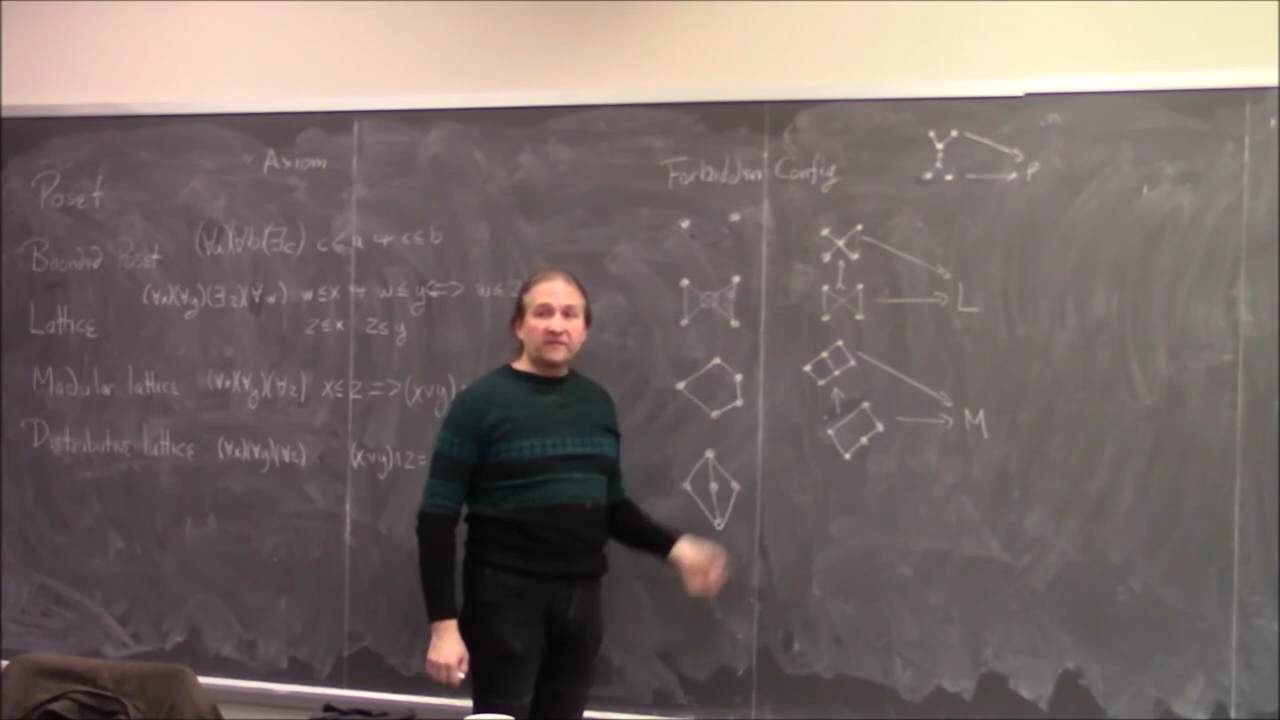 Axiom
Forbidden Config
P
Poset
Bounded Poset (∀a)∀b(∃c) c≤a & c≤b
(∀x)(∀y)(∃z)(∀w) w≤x & w≤y <=> w≤z
L
Lattice z≤x z≤y
Modular lattice (∀x)(∀y)(∀z) x≤z => (x∨y)
M
Distributive lattice (∀x)(∀y)(∀z) (x∨y)∧z =